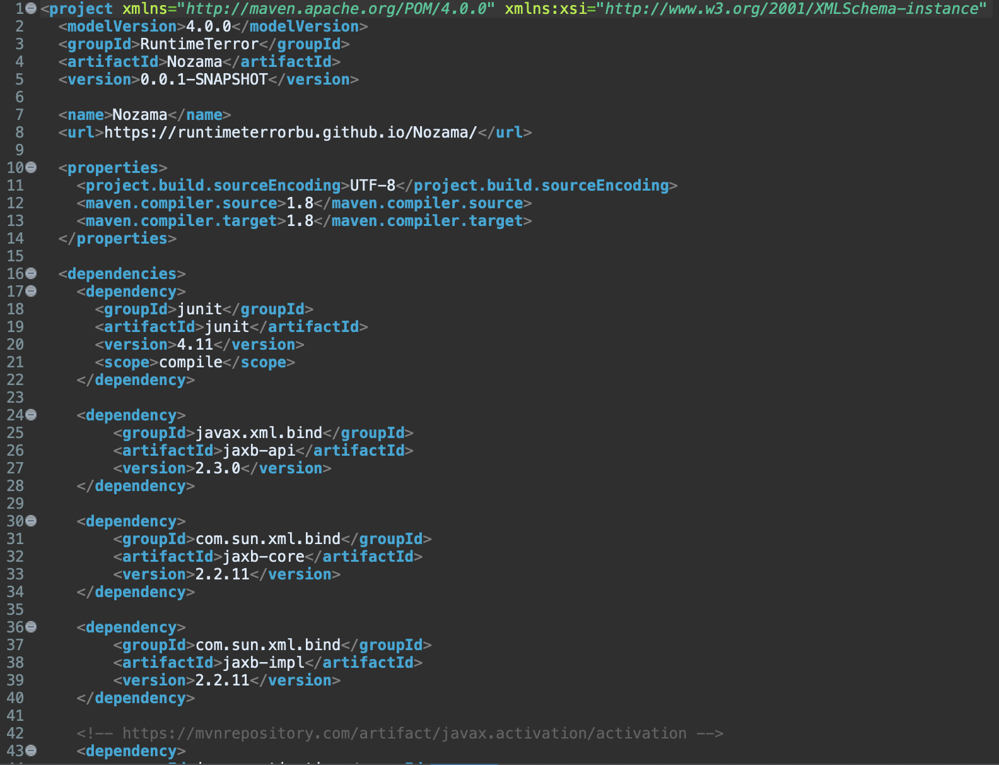 1 <project xmlns="http://maven.apache.org/POM/4.0.0" xmlns:xsi="http://www.w3.org/2001/XMLSchema-instance"
2 <modelVersion>4.0.0</modelVersion>
3 <groupId>RuntimeTerror</groupId>
4 <artifactId>Nozama</artifactId>
5 <version>0.0.1-SNAPSHOT</version>
6
7 <name>Nozama</name>
8 <url>https://runtimeterrorbu.github.io/Nozama/</url>
9
10 <properties>
11 <project.build.sourceEncoding>UTF-8</project.build.sourceEncoding>
12 <maven.compiler.source>1.8</maven.compiler.source>
13 <maven.compiler.target>1.8</maven.compiler.target>
14 </properties>
15
16 <dependencies>
17 <dependency>
18 <groupId>junit</groupId>
19 <artifactId>junit</artifactId>
20 <version>4.11</version>
21 <scope>compile</scope>
22 </dependency>
23
24 <dependency>
25 <groupId>javax.xml.bind</groupId>
26 <artifactId>jaxb-api</artifactId>
27 <version>2.3.0</version>
28 </dependency>
29
30 <dependency>
31 <groupId>com.sun.xml.bind</groupId>
32 <artifactId>jaxb-core</artifactId>
33 <version>2.2.11</version>
34 </dependency>
35
36 <dependency>
37 <groupId>com.sun.xml.bind</groupId>
38 <artifactId>jaxb-impl</artifactId>
39 <version>2.2.11</version>
40 </dependency>
41
42 <!-- https://mvnrepository.com/artifact/javax.activation/activation -->
43 <dependency>